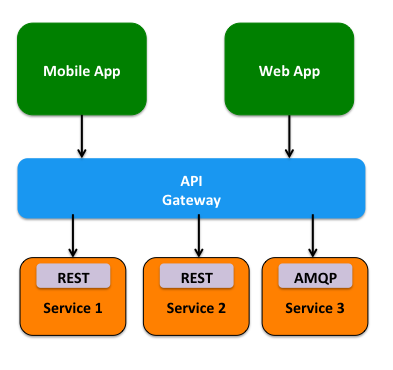 Mobile App
Web App
API
Gateway
REST
REST
AMQP
Service 1
Service 2
Service 3